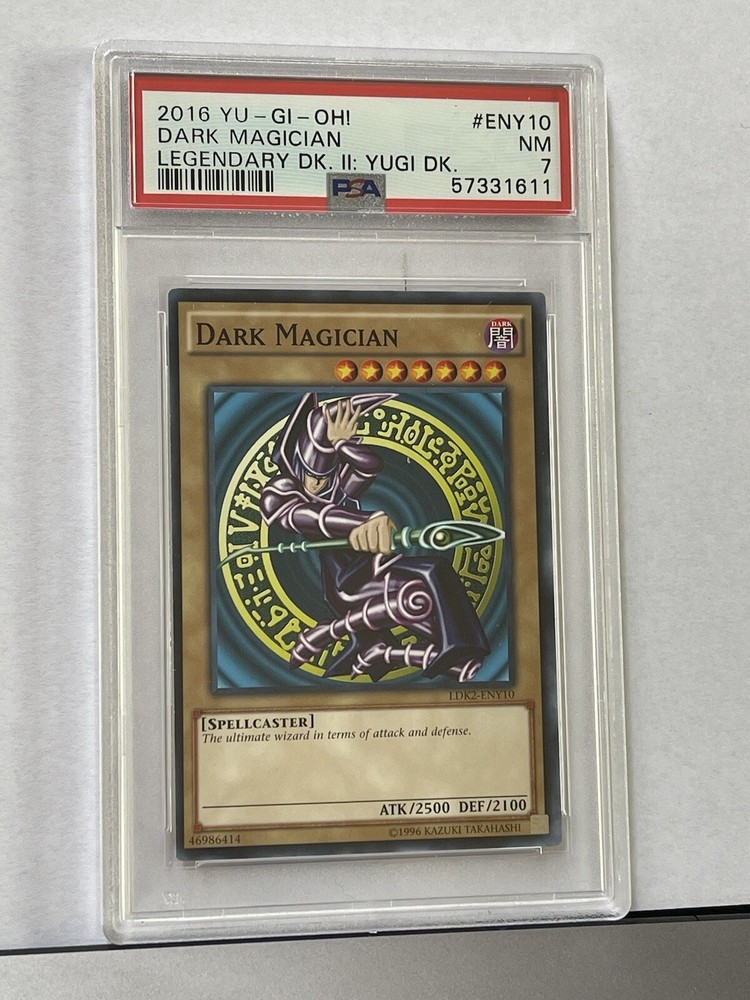 2016 YU-GI-OH! #ENY10
DARK MAGICIAN NM
LEGENDARY DK. II: YUGI DK. 7
PSA 57331611
DARK MAGICIAN
DARK
闇
LDK2-ENY10
[SPELLCASTER]
The ultimate wizard in terms of attack and defense.
ATK/2500 DEF/2100
46986414 ©1996 KAZUKI TAKAHASHI